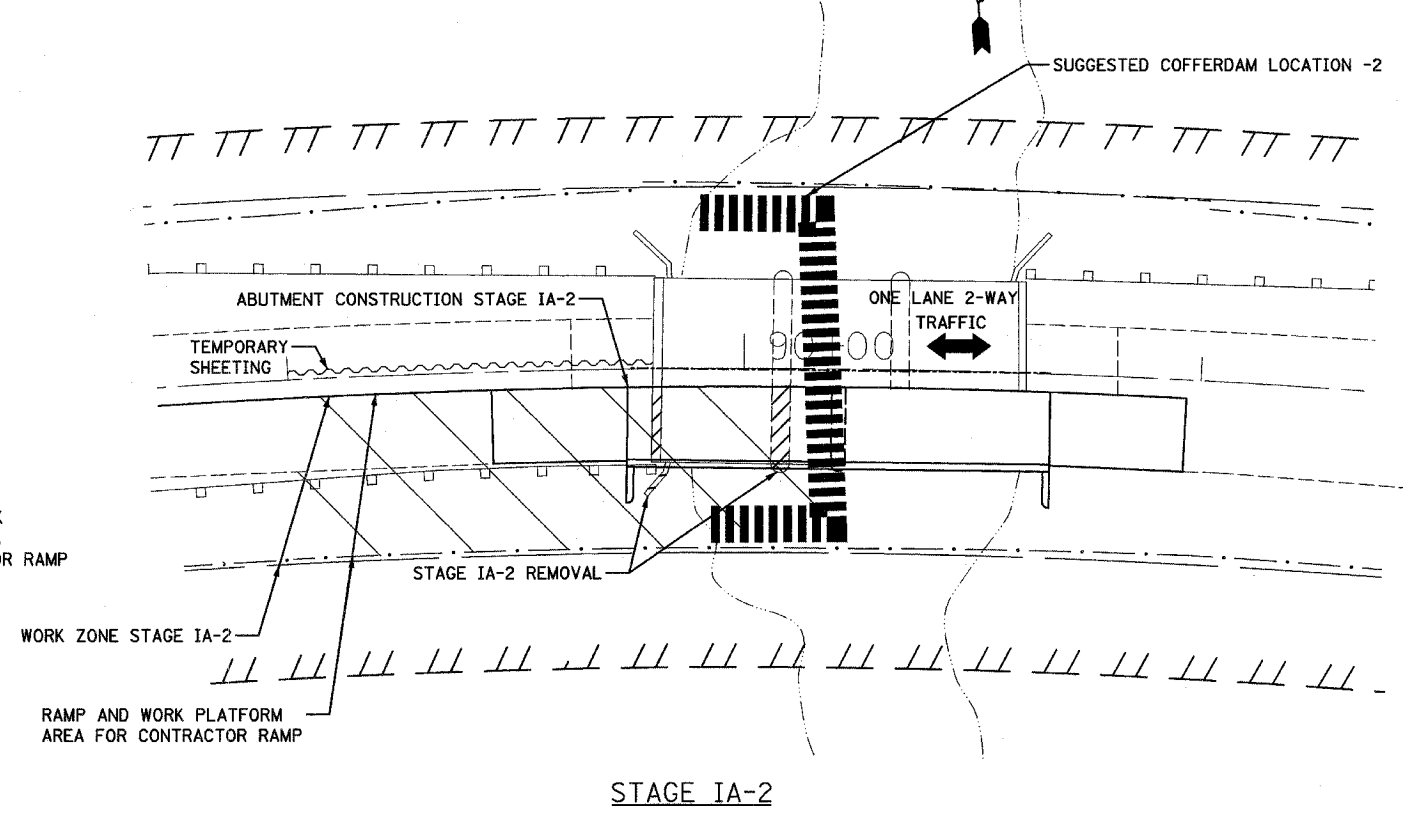 SUGGESTED COFFERDAM LOCATION -2
ABUTMENT CONSTRUCTION STAGE IA-2
ONE LANE 2-WAY
TRAFFIC
TEMPORARY
SHEETING
STAGE IA-2 REMOVAL
OR RAMP
WORK ZONE STAGE IA-2
RAMP AND WORK PLATFORM
AREA FOR CONTRACTOR RAMP
STAGE IA-2